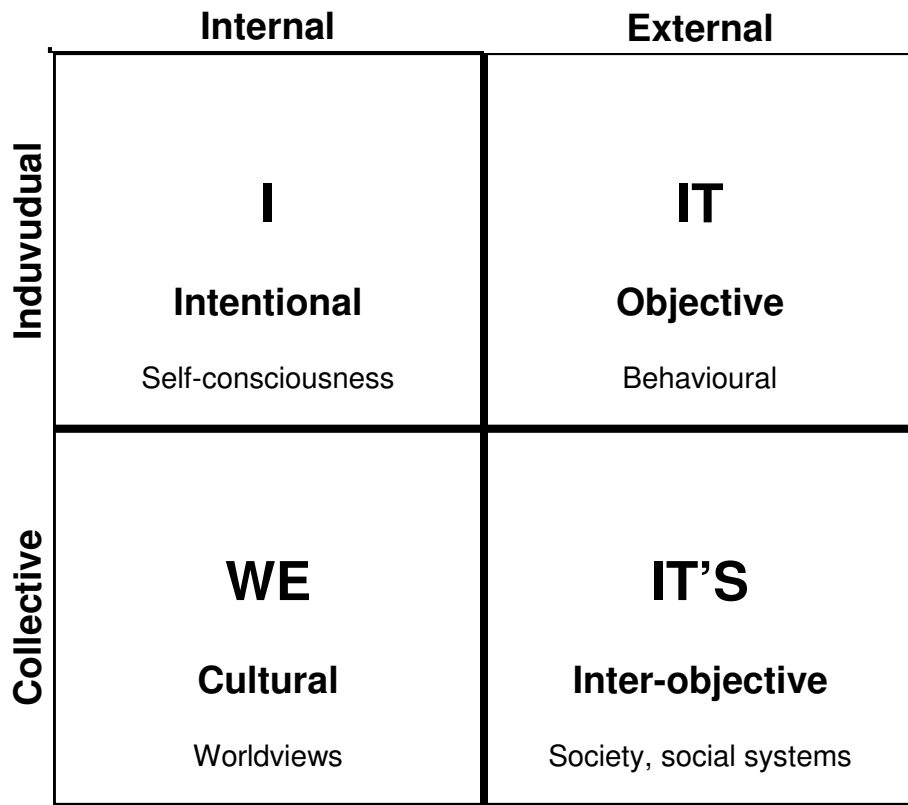 Internal
External
Induvudual
I
Intentional
Self-consciousness
IT
Objective
Behavioural
Collective
WE
Cultural
Worldviews
IT’S
Inter-objective
Society, social systems